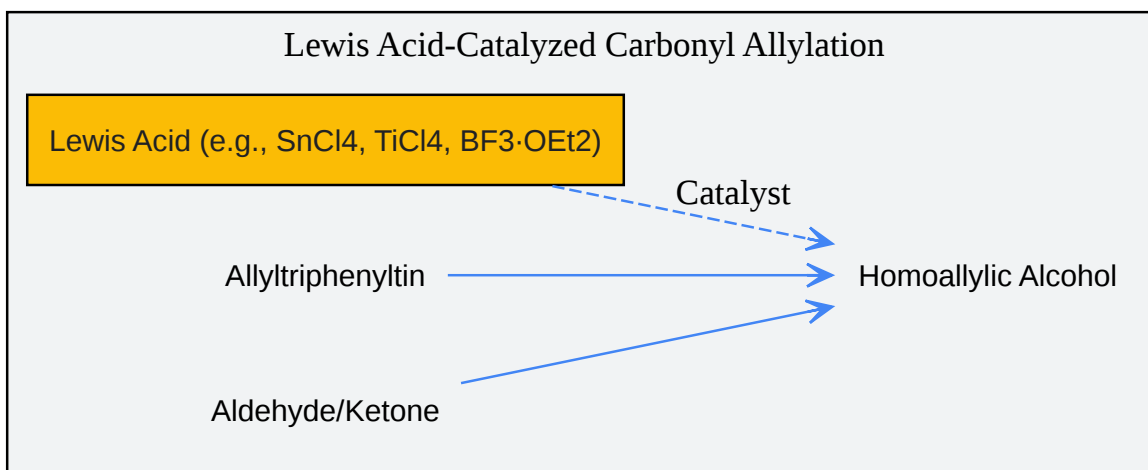 Lewis Acid-Catalyzed Carbonyl Allylation
Lewis Acid (e.g., SnCl4, TiCl4, BF3·OEt2)
Catalyst
Allyltriphenyltin
Homoallylic Alcohol
Aldehyde/Ketone